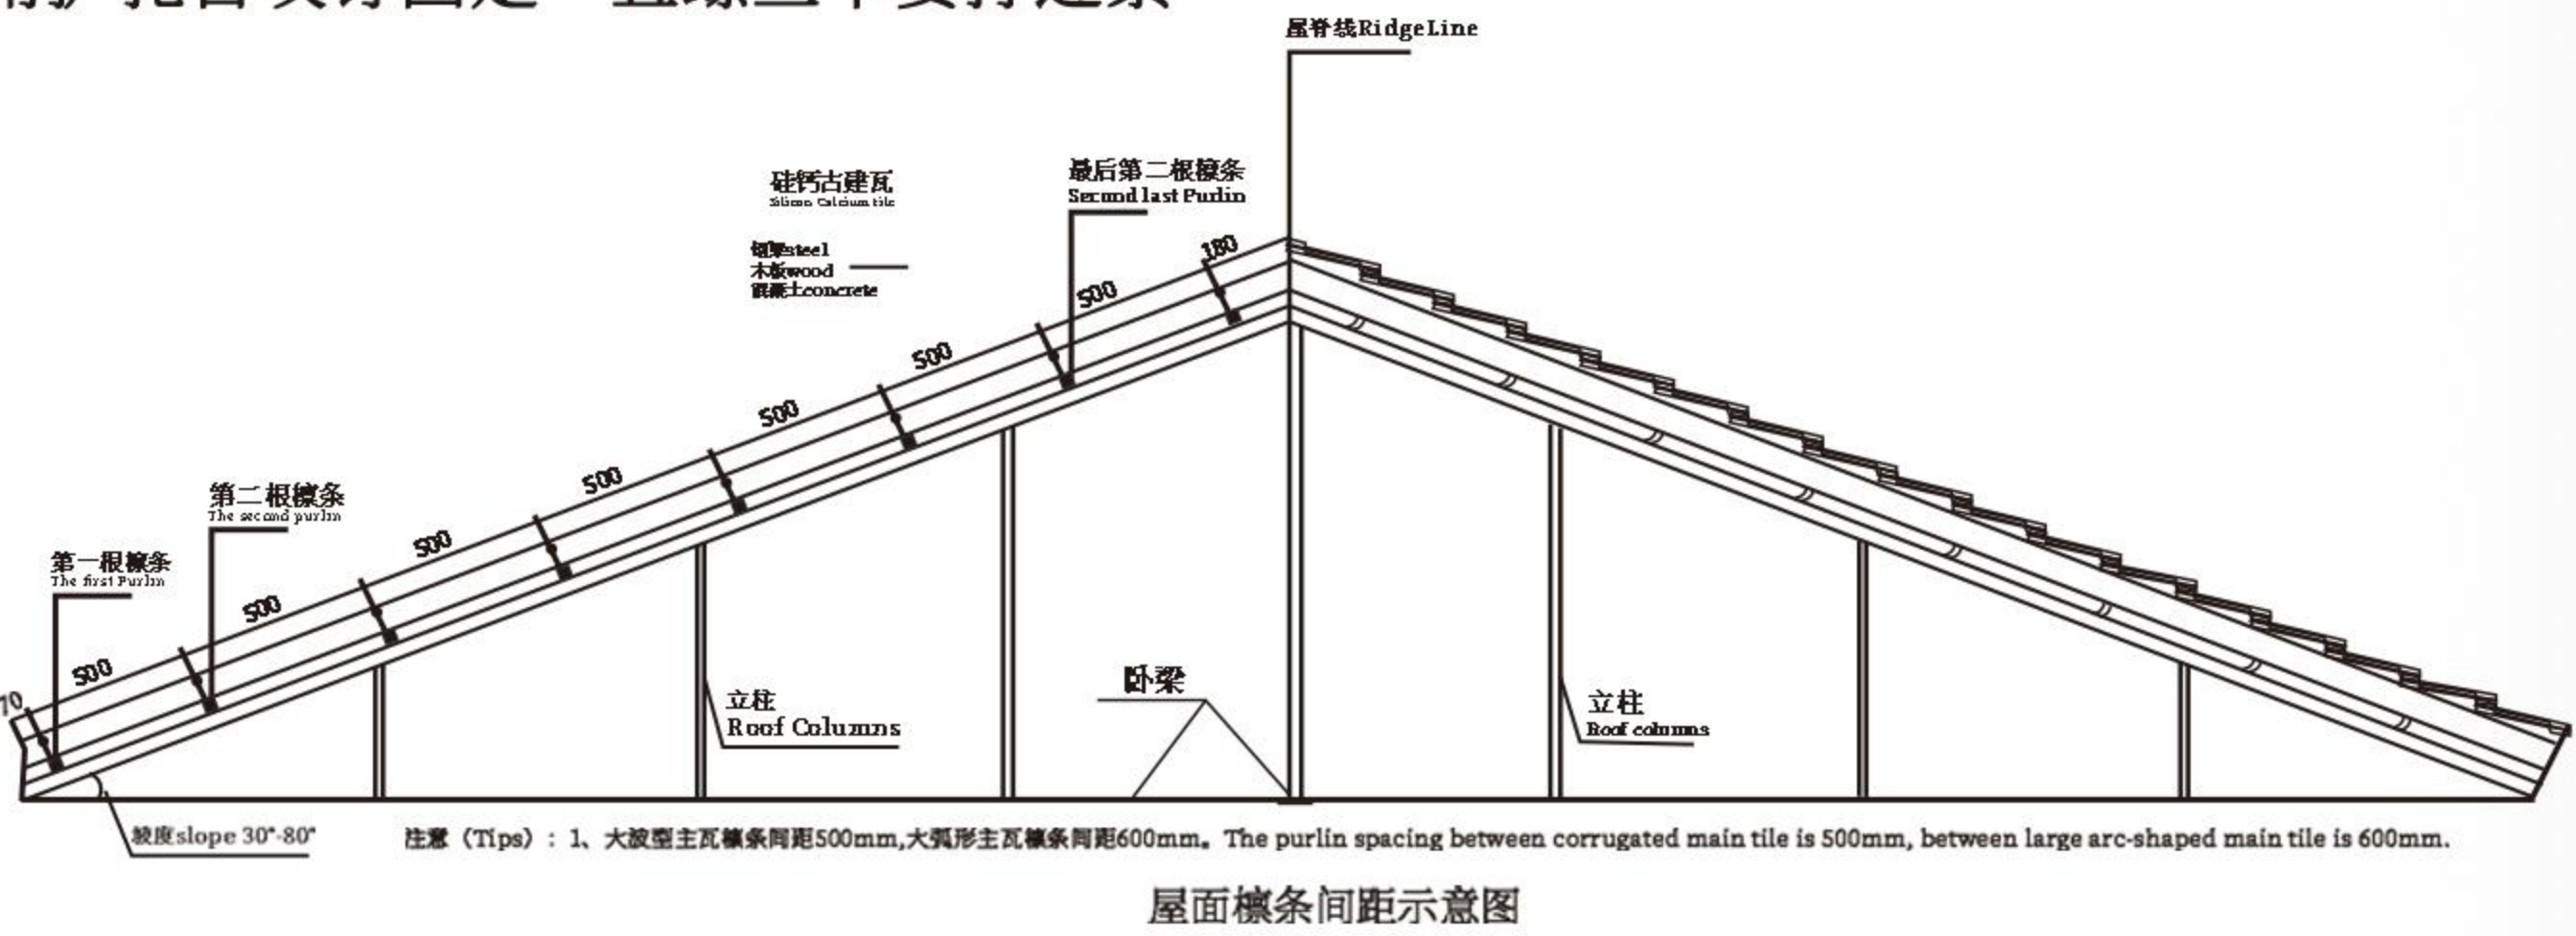 屋脊线RidgeLine
最后第二根檩条
Second last Purlin
硅钙古建瓦
Silicon Calcium tile
钢架steel
木板wood
混凝土concrete
180
500
500
500
500
500
500
500
70
第二根檩条
The second purlin
第一根檩条
The first Purlin
立柱
Roof Columns
卧梁
立柱
Roof columns
坡度slope 30°-80°
注意（Tips）：1、大波型主瓦檩条间距500mm,大弧形主瓦檩条间距600mm。The purlin spacing between corrugated main tile is 500mm, between large arc-shaped main tile is 600mm.
屋面檩条间距示意图